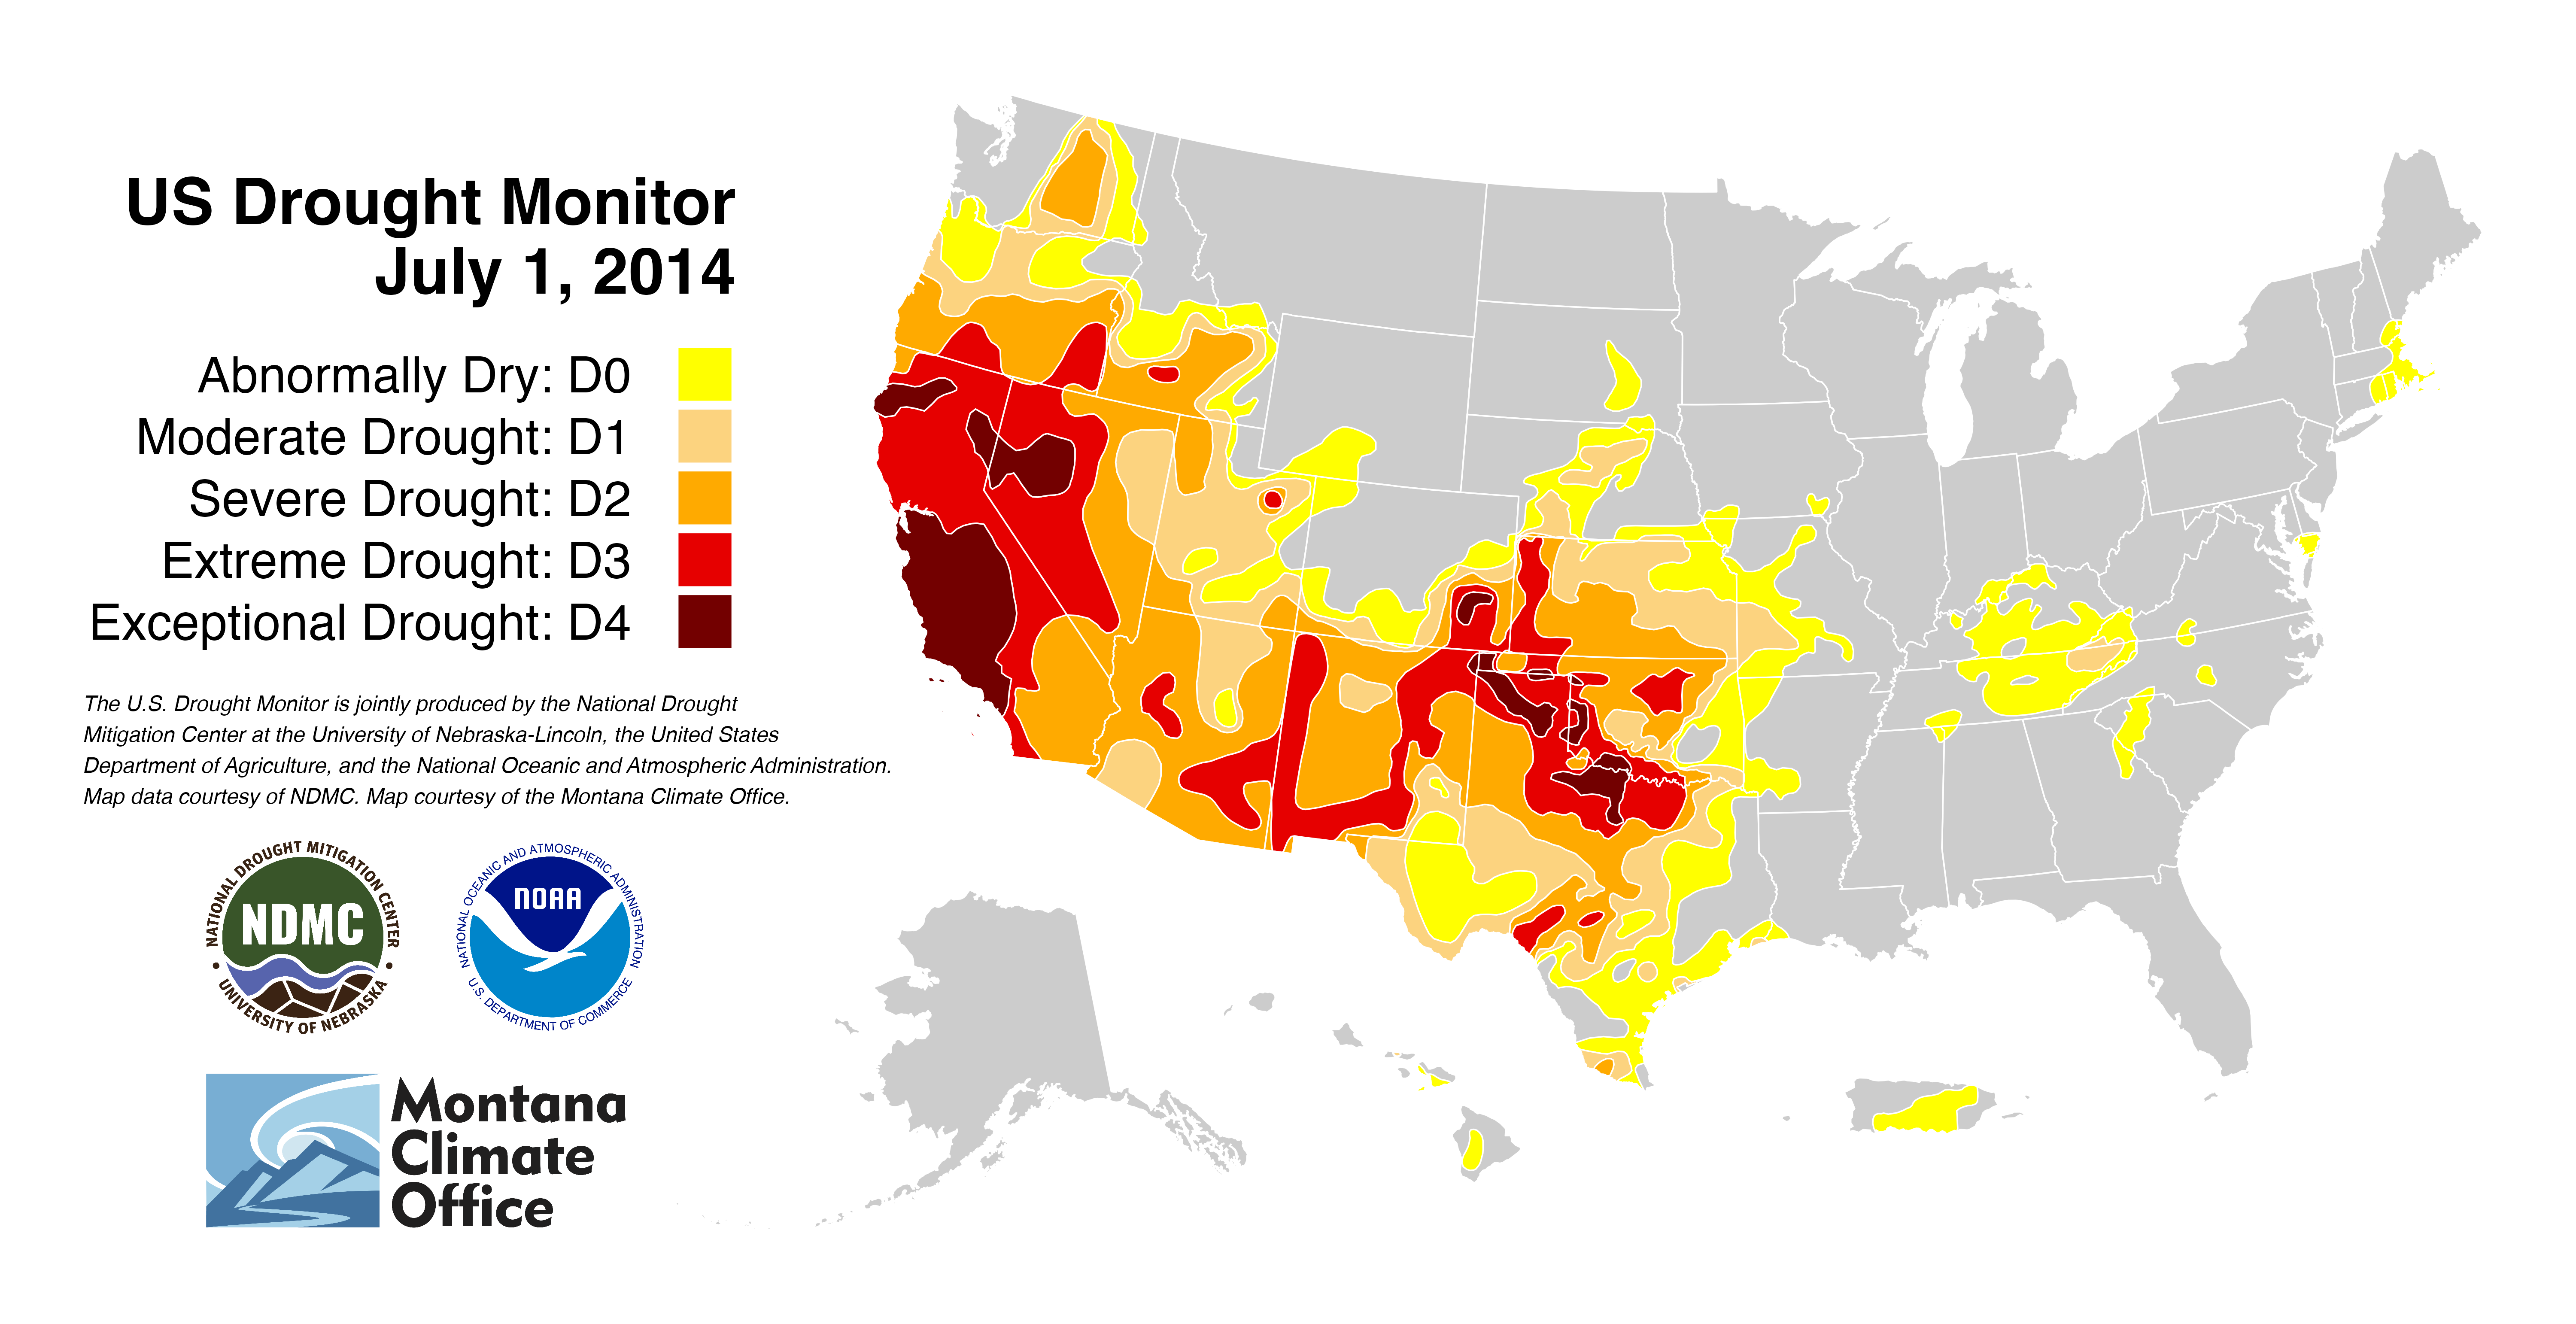 US Drought Monitor
July 1, 2014
Abnormally Dry: D0
Moderate Drought: D1
Severe Drought: D2
Extreme Drought: D3
Exceptional Drought: D4
The U.S. Drought Monitor is jointly produced by the National Drought
Mitigation Center at the University of Nebraska-Lincoln, the United States
Department of Agriculture, and the National Oceanic and Atmospheric Administration.
Map data courtesy of NDMC. Map courtesy of the Montana Climate Office.
NATIONAL DROUGHT MITIGATION CENTER
NDMC
• UNIVERSITY OF NEBRASKA •
NATIONAL OCEANIC AND ATMOSPHERIC ADMINISTRATION
NOAA
U.S. DEPARTMENT OF COMMERCE
Montana
Climate
Office